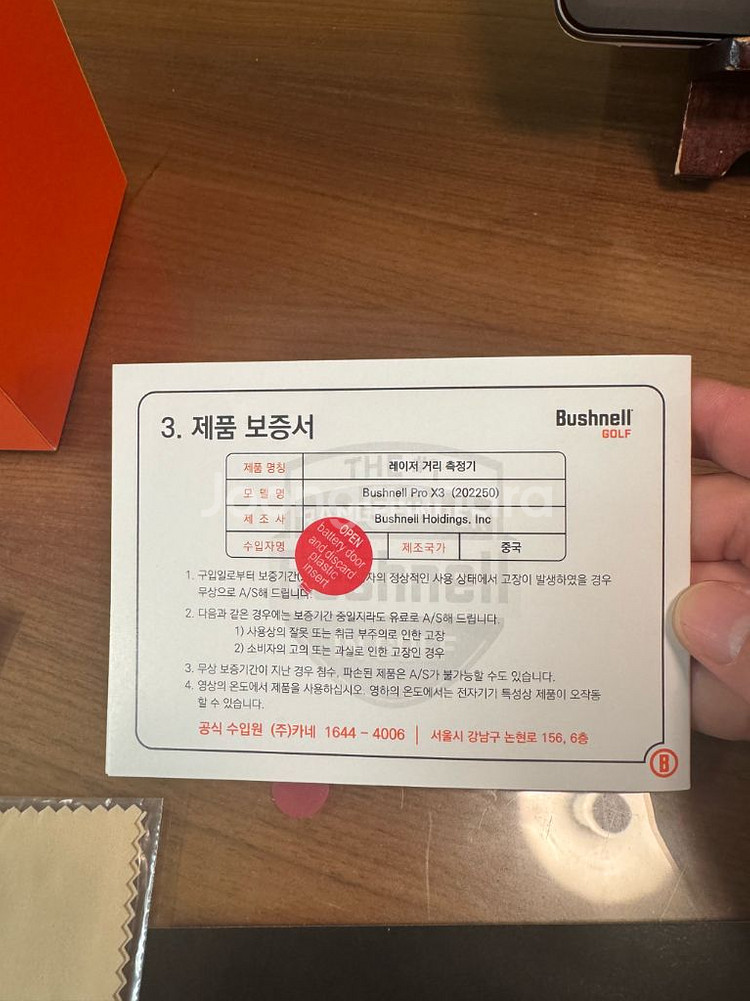 3. 제품 보증서
Bushnell
GOLF
제품 명칭 레이저 거리 측정기
모 델 명 Bushnell Pro X3 (202250)
제 조 사 Bushnell Holdings, Inc
수입자명 제조국가 중국
OPEN
battery door
and discard
plastic
insert
1. 구입일로부터 보증기간 자의 정상적인 사용 상태에서 고장이 발생하였을 경우
무상으로 A/S해 드립니다.
2. 다음과 같은 경우에는 보증기간 중일지라도 유료로 A/S해 드립니다.
1) 사용상의 잘못 또는 취급 부주의로 인한 고장
2) 소비자의 고의 또는 과실로 인한 고장인 경우
3. 무상 보증기간이 지난 경우 침수, 파손된 제품은 A/S가 불가능할 수도 있습니다.
4. 영상의 온도에서 제품을 사용하십시오. 영하의 온도에서는 전자기기 특성상 제품이 오작동
할 수 있습니다.
공식 수입원 (주)카네 1644 - 4006 | 서울시 강남구 논현로 156, 6층
B